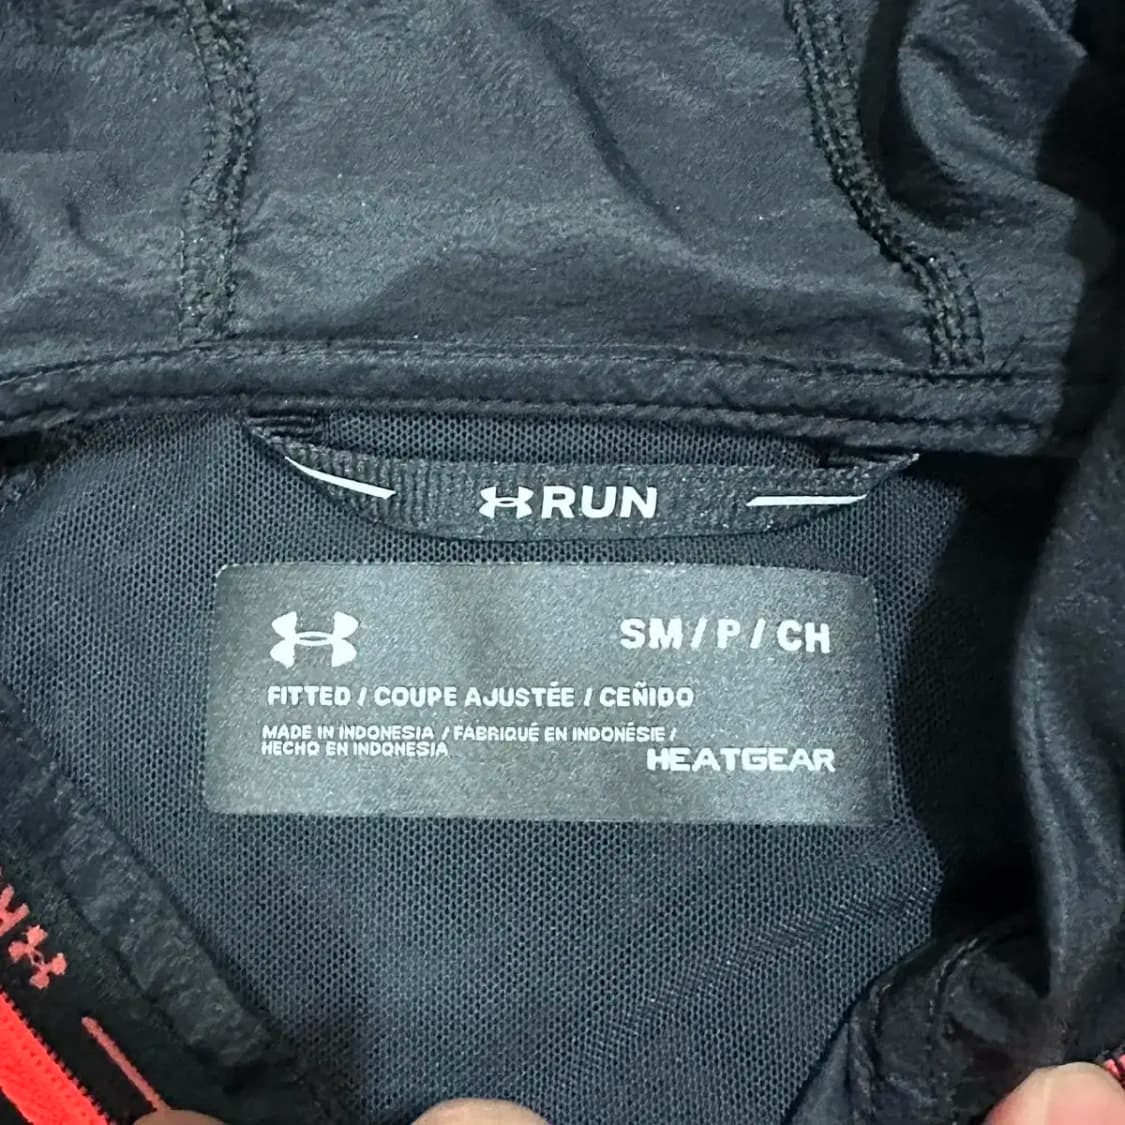 RUN
SM / P / CH
FITTED / COUPE AJUSTÉE / CEÑIDO
MADE IN INDONESIA / FABRIQUÉ EN INDONÉSIE /
HECHO EN INDONESIA
HEATGEAR